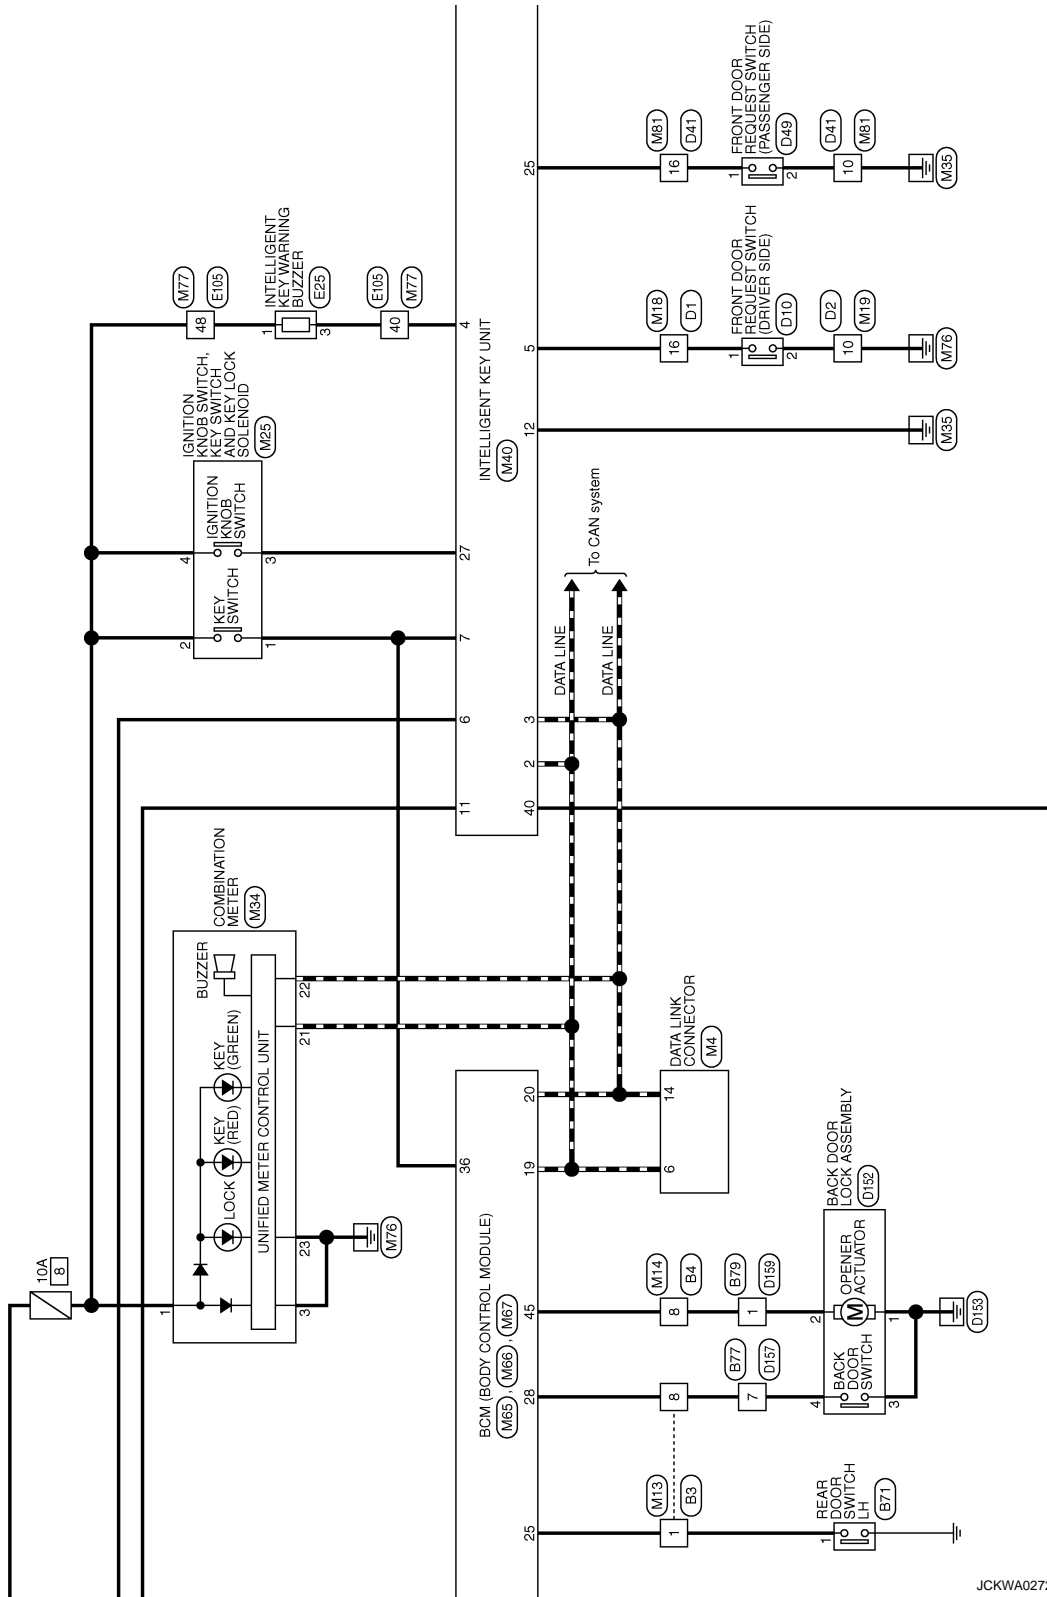 10A
8
1
COMBINATION
METER
M34
BUZZER
KEY
(GREEN)
KEY
(RED)
LOCK
UNIFIED METER CONTROL UNIT
3
23
21
22
M76
IGNITION
KNOB SWITCH,
KEY SWITCH
AND KEY LOCK
SOLENOID
M25
2
4
KEY
SWITCH
IGNITION
KNOB
SWITCH
1
3
M77
E105
48
INTELLIGENT
KEY WARNING
BUZZER
E25
1
3
E105
M77
40
36
11
6
7
27
4
BCM (BODY CONTROL MODULE)
M65 , M66 , M67
INTELLIGENT KEY UNIT
M40
25
28
45
19
20
40
2
3
12
5
25
DATA LINE
DATA LINE
To CAN system
M13
B3
1
8
M14
B4
8
B77
D157
7
B79
D159
1
6
14
DATA LINK
CONNECTOR
M4
REAR
DOOR
SWITCH
LH
B71
1
BACK DOOR
LOCK ASSEMBLY
D152
4
2
BACK
DOOR
SWITCH
M
OPENER
ACTUATOR
3
1
D153
M35
M18
D1
16
FRONT DOOR
REQUEST SWITCH
(DRIVER SIDE)
D10
1
2
D2
M19
10
M76
M81
D41
16
FRONT DOOR
REQUEST SWITCH
(PASSENGER SIDE)
D49
1
2
D41
M81
10
M35